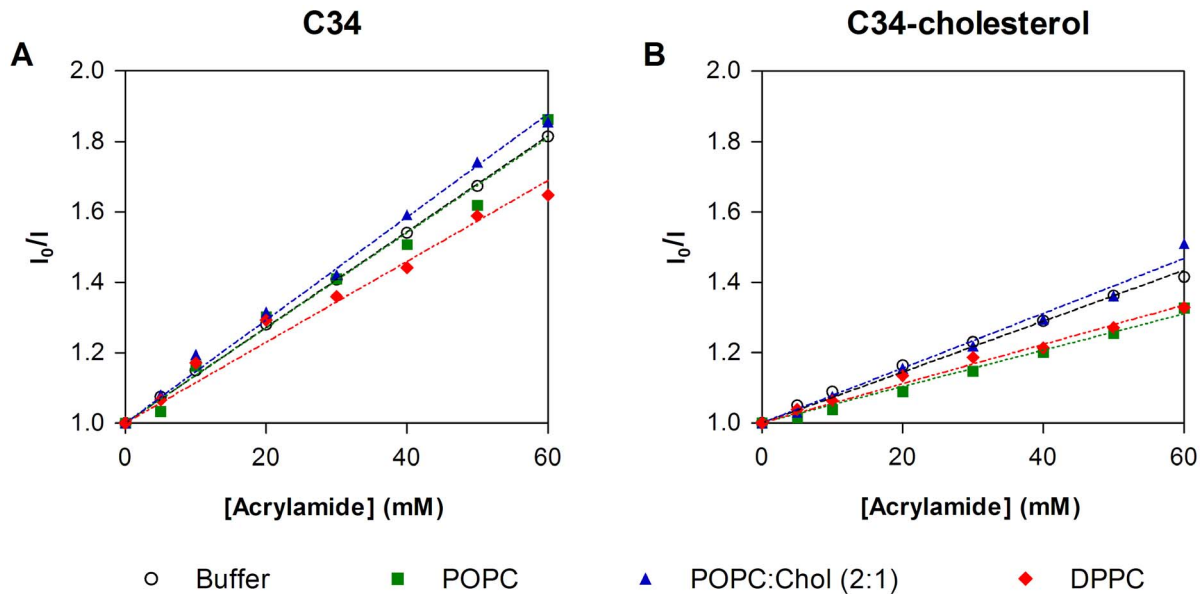 C34
C34-cholesterol
A
B
2.0
1.8
1.6
1.4
1.2
1.0
I0/I
0
20
40
60
[Acrylamide] (mM)
2.0
1.8
1.6
1.4
1.2
1.0
I0/I
0
20
40
60
[Acrylamide] (mM)
Buffer
POPC
POPC:Chol (2:1)
DPPC